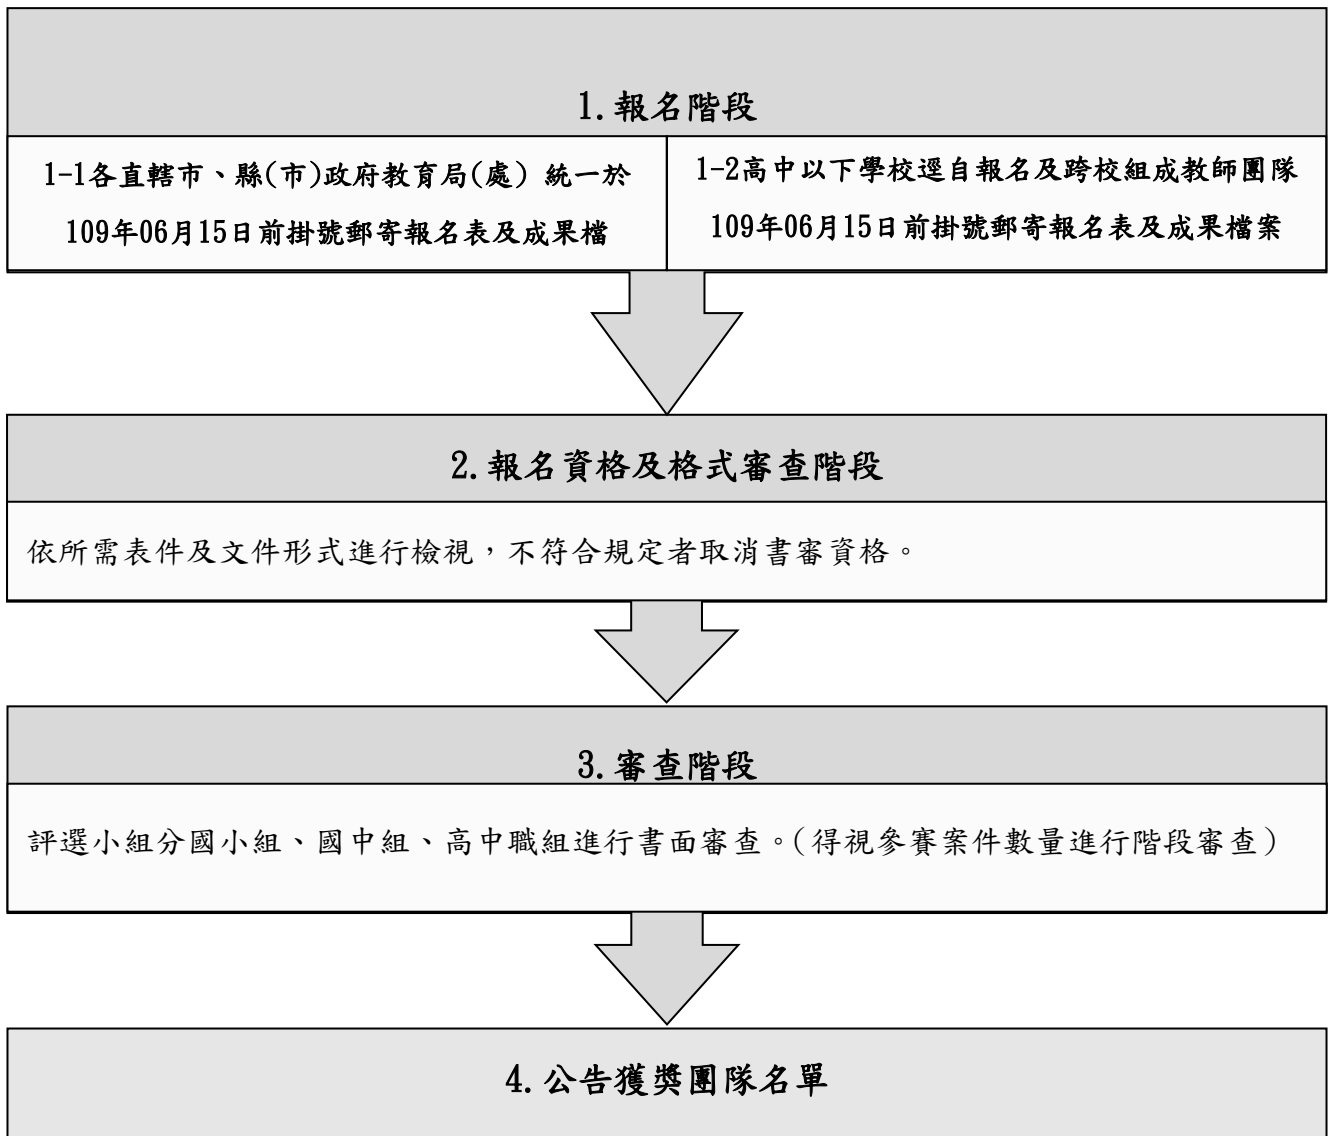 1.報名階段
1-1各直轄市、縣(市)政府教育局(處) 統一於
109年06月15日前掛號郵寄報名表及成果檔
1-2高中以下學校逕自報名及跨校組成教師團隊
109年06月15日前掛號郵寄報名表及成果檔案
2.報名資格及格式審查階段
依所需表件及文件形式進行檢視，不符合規定者取消書審資格。
3.審查階段
評選小組分國小組、國中組、高中職組進行書面審查。(得視參賽案件數量進行階段審查)
4.公告獲獎團隊名單